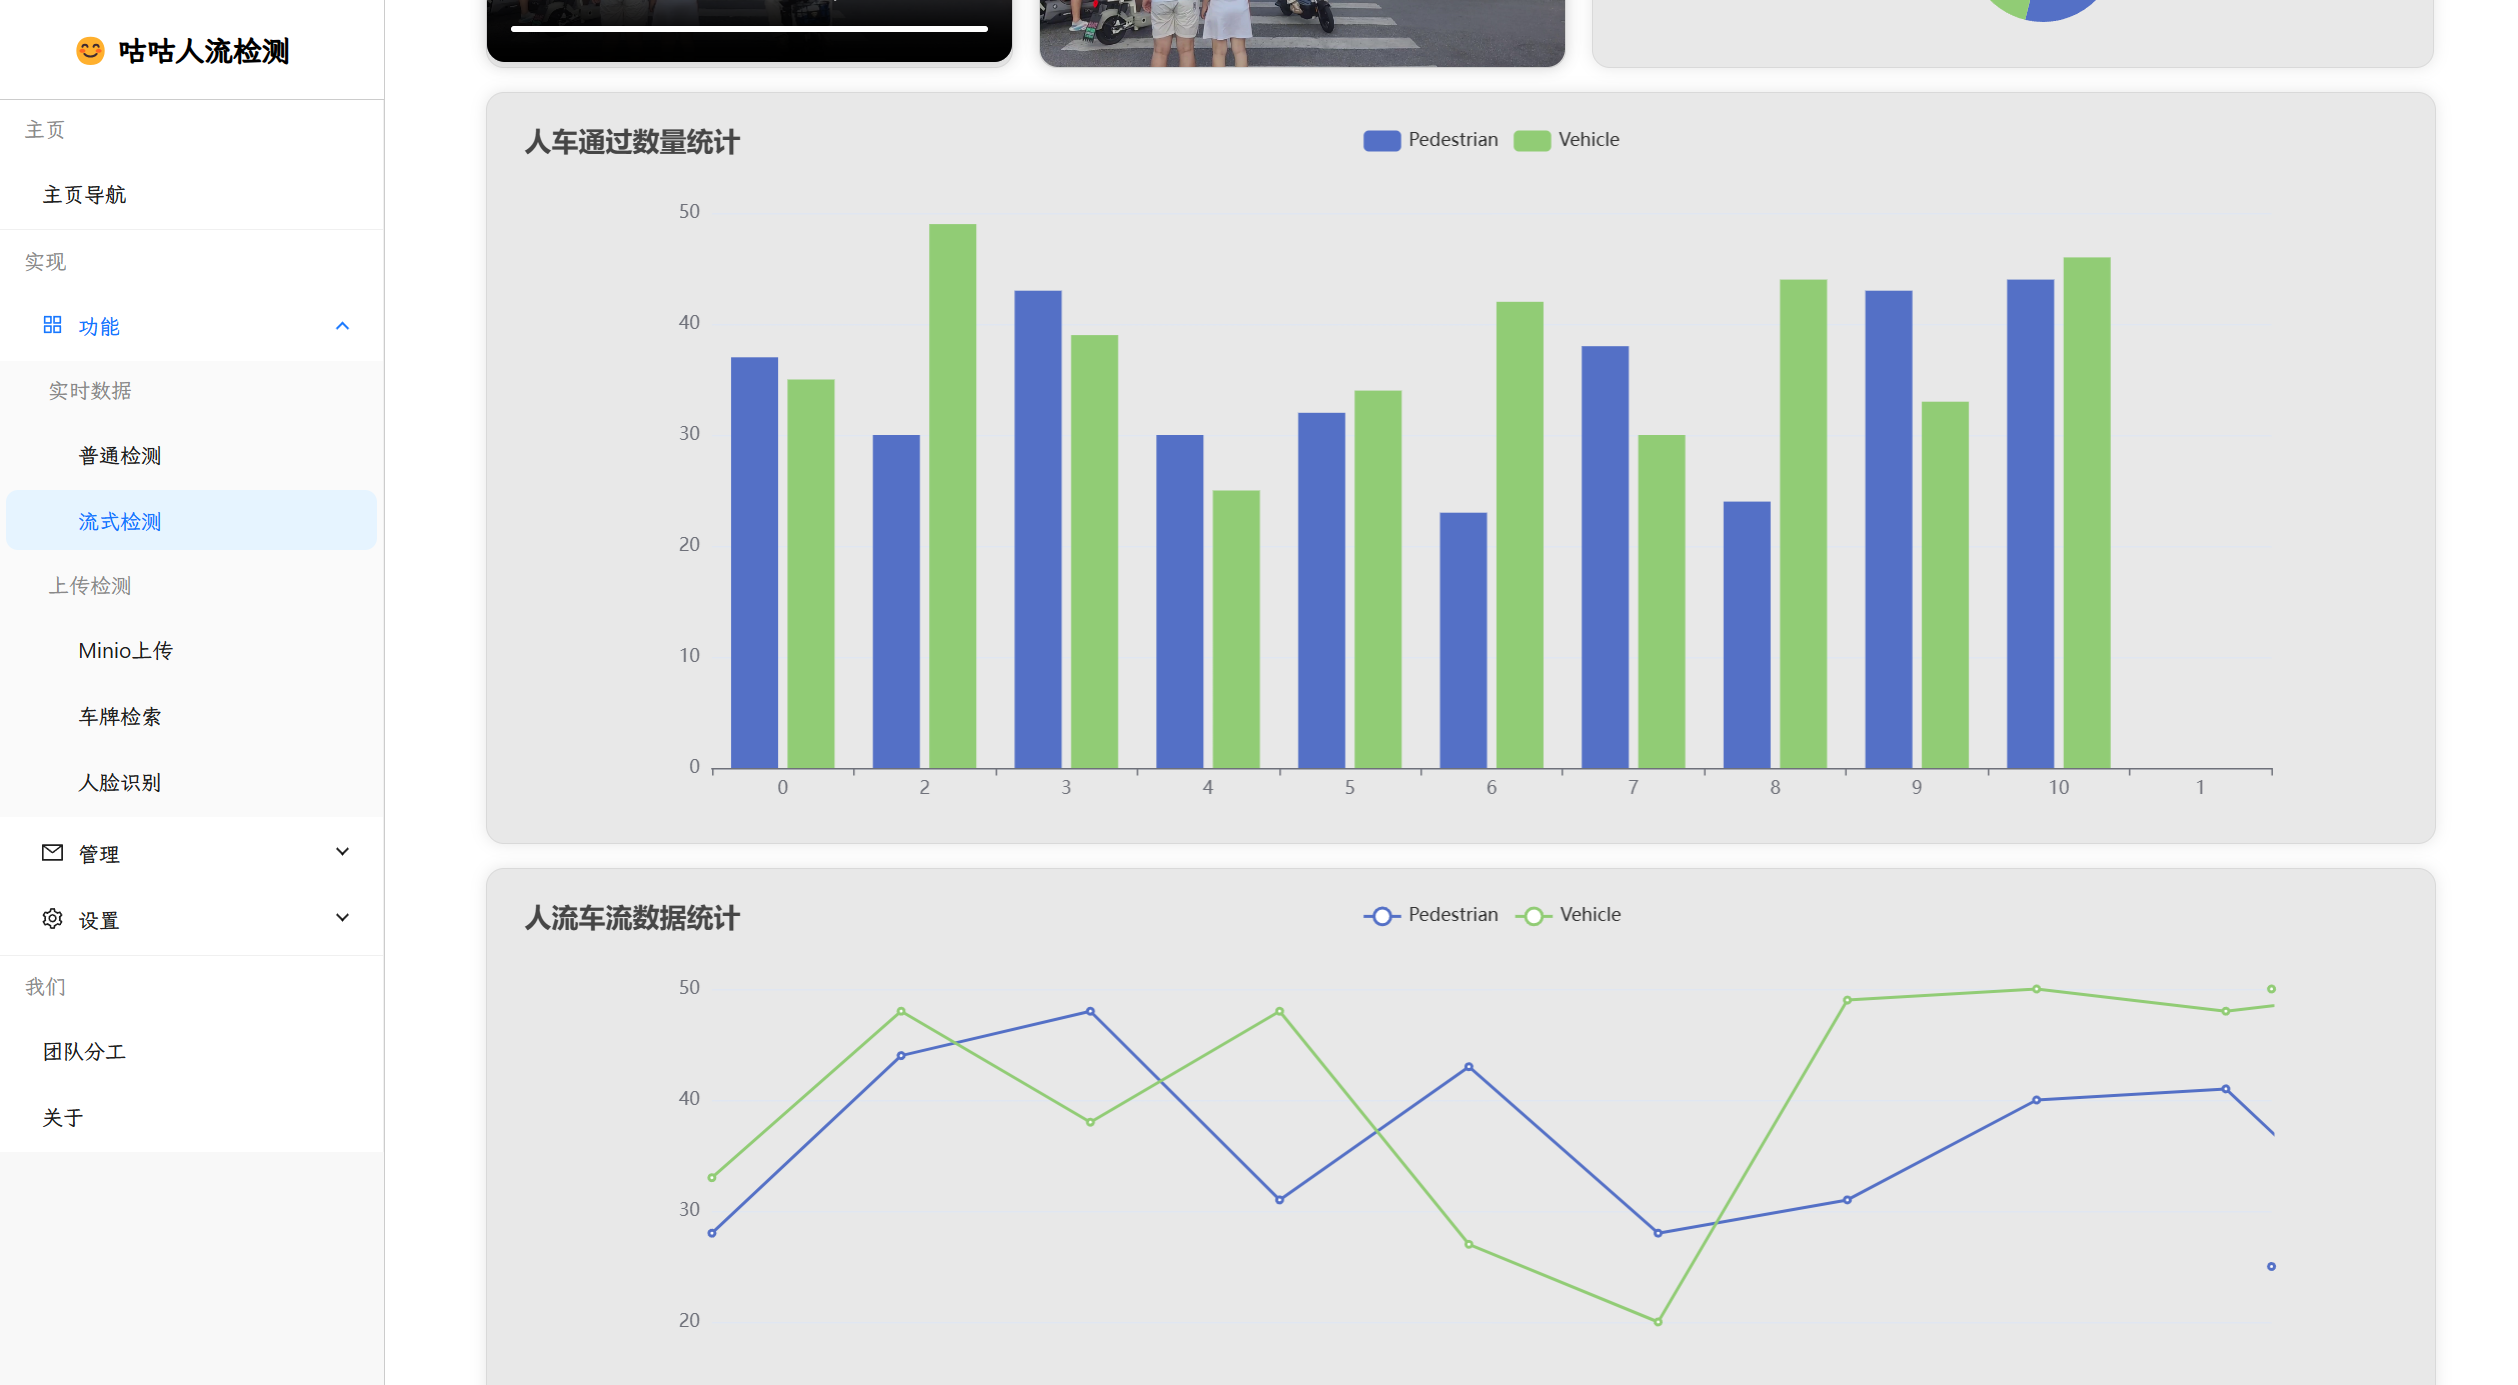 咕咕人流检测
主页
主页导航
实现
功能
实时数据
普通检测
流式检测
上传检测
Minio上传
车牌检索
人脸识别
管理
设置
我们
团队分工
关于
人车通过数量统计
Pedestrian Vehicle
50
40
30
20
10
0
0 2 3 4 5 6 7 8 9 10 1
人流车流数据统计
Pedestrian Vehicle
50
40
30
20